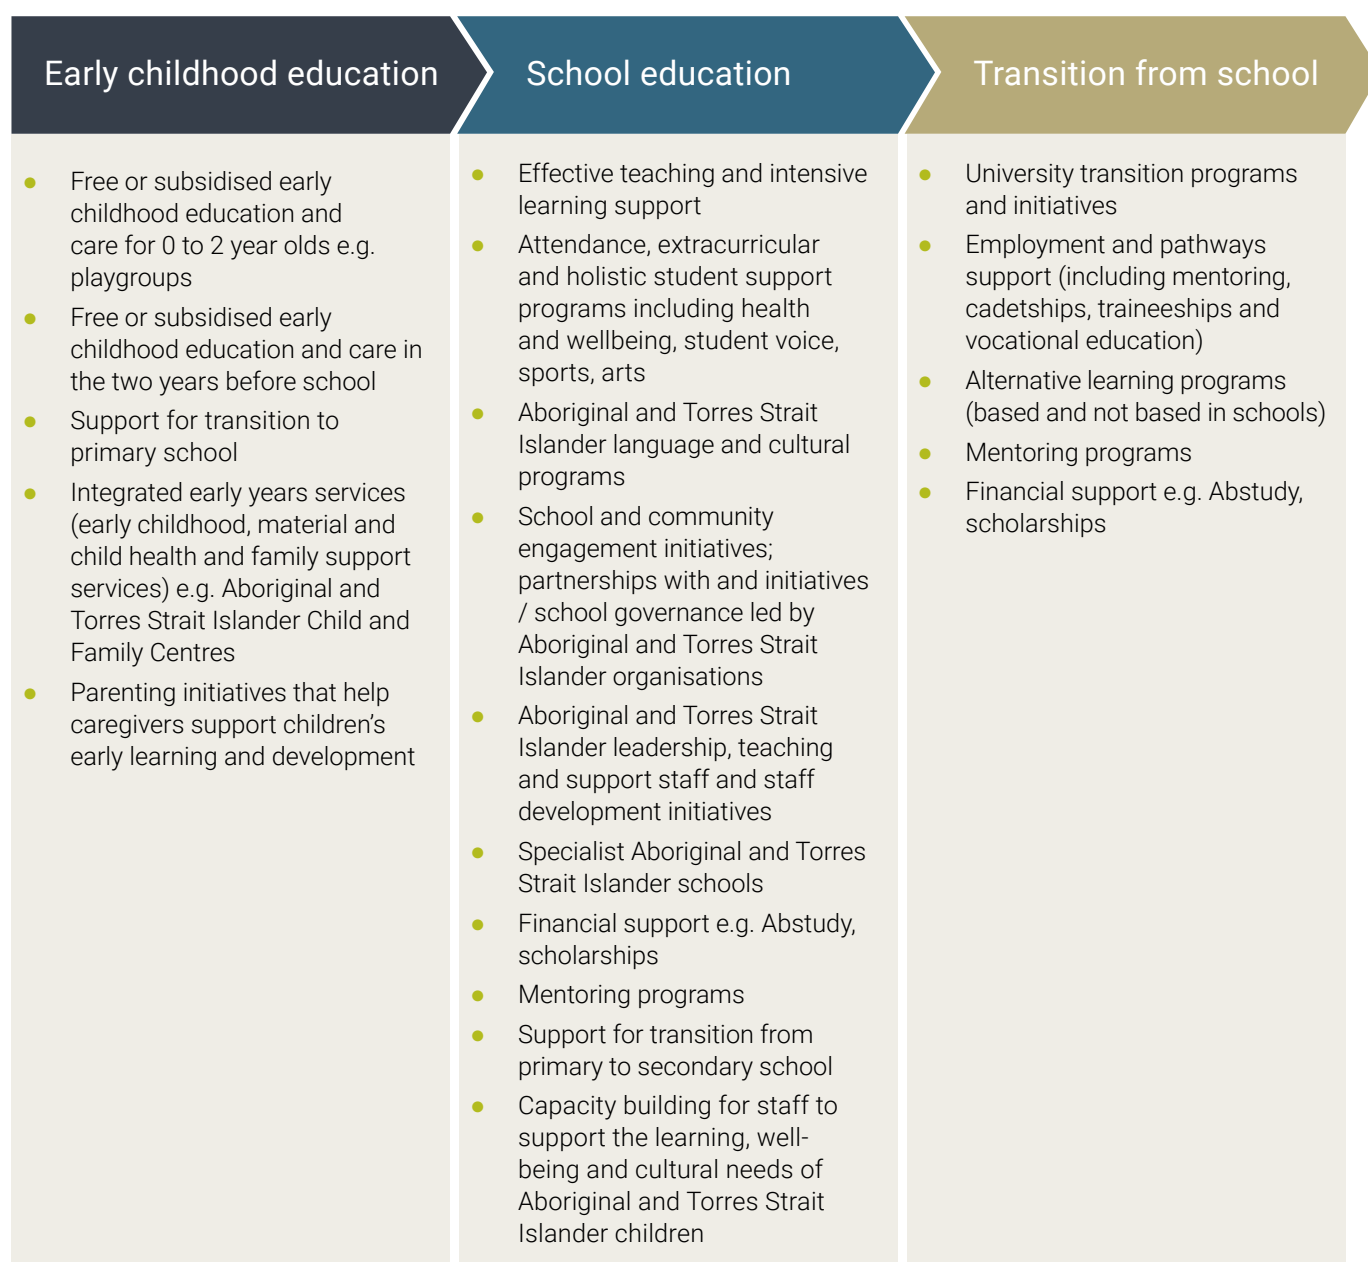 Early childhood education
Free or subsidised early
childhood education and
care for 0 to 2 year olds e.g.
playgroups
Free or subsidised early
childhood education and care in
the two years before school
Support for transition to
primary school
Integrated early years services
(early childhood, material and
child health and family support
services) e.g. Aboriginal and
Torres Strait Islander Child and
Family Centres
Parenting initiatives that help
caregivers support children’s
early learning and development
School education
Effective teaching and intensive
learning support
Attendance, extracurricular
and holistic student support
programs including health
and wellbeing, student voice,
sports, arts
Aboriginal and Torres Strait
Islander language and cultural
programs
School and community
engagement initiatives;
partnerships with and initiatives
/ school governance led by
Aboriginal and Torres Strait
Islander organisations
Aboriginal and Torres Strait
Islander leadership, teaching
and support staff and staff
development initiatives
Specialist Aboriginal and Torres
Strait Islander schools
Financial support e.g. Abstudy,
scholarships
Mentoring programs
Support for transition from
primary to secondary school
Capacity building for staff to
support the learning, well-
being and cultural needs of
Aboriginal and Torres Strait
Islander children
Transition from school
University transition programs
and initiatives
Employment and pathways
support (including mentoring,
cadetships, traineeships and
vocational education)
Alternative learning programs
(based and not based in schools)
Mentoring programs
Financial support e.g. Abstudy,
scholarships